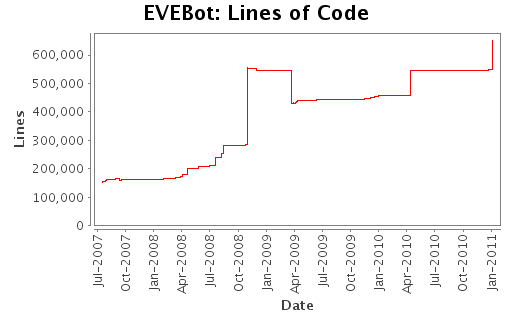 EVEBot: Lines of Code
600,000
500,000
400,000
300,000
200,000
100,000
0
Lines
Jul-2007
Oct-2007
Jan-2008
Apr-2008
Jul-2008
Oct-2008
Jan-2009
Apr-2009
Jul-2009
Oct-2009
Jan-2010
Apr-2010
Jul-2010
Oct-2010
Jan-2011
Date